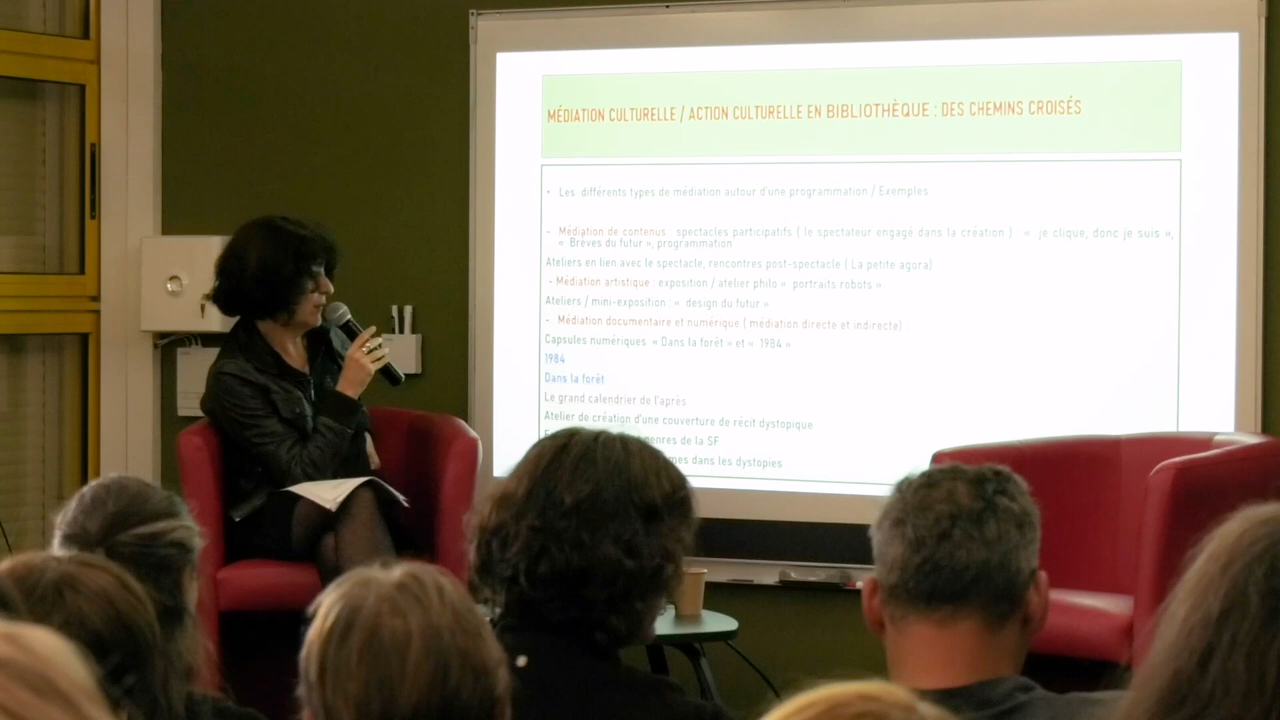 MÉDIATION CULTURELLE / ACTION CULTURELLE EN BIBLIOTHÈQUE : DES CHEMINS CROISÉS
• Les différents types de médiation autour d'une programmation / Exemples
- Médiation de contenus : spectacles participatifs ( le spectateur engagé dans la création ) : « je clique, donc je suis »,
« Brèves du futur », programmation
Ateliers en lien avec le spectacle, rencontres post-spectacle ( La petite agora)
- Médiation artistique : exposition / atelier philo « portraits robots »
Ateliers / mini-exposition : « design du futur »
- Médiation documentaire et numérique ( médiation directe et indirecte)
Capsules numériques « Dans la forêt » et « 1984 »
1984
Dans la forêt
Le grand calendrier de l'après
Atelier de création d'une couverture de récit dystopique
genres de la SF
dans les dystopies